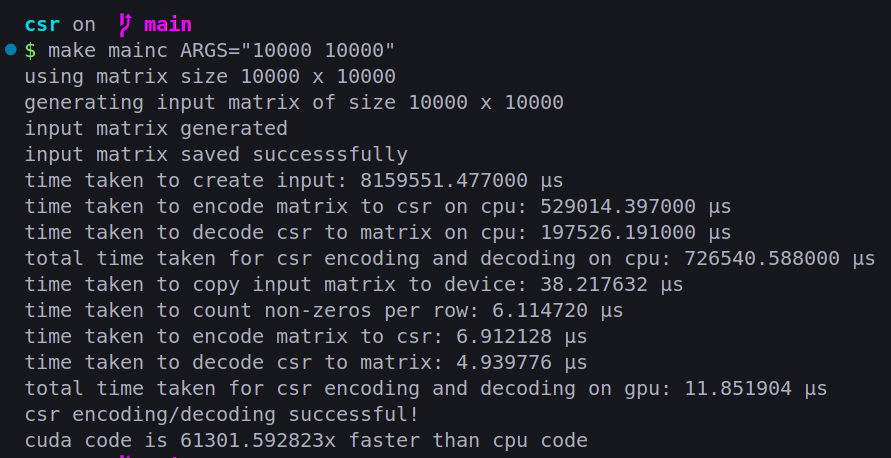 csr on main
$ make mainc ARGS="10000 10000"
using matrix size 10000 x 10000
generating input matrix of size 10000 x 10000
input matrix generated
input matrix saved successsfully
time taken to create input: 8159551.477000 µs
time taken to encode matrix to csr on cpu: 529014.397000 µs
time taken to decode csr to matrix on cpu: 197526.191000 µs
total time taken for csr encoding and decoding on cpu: 726540.588000 µs
time taken to copy input matrix to device: 38.217632 µs
time taken to count non-zeros per row: 6.114720 µs
time taken to encode matrix to csr: 6.912128 µs
time taken to decode csr to matrix: 4.939776 µs
total time taken for csr encoding and decoding on gpu: 11.851904 µs
csr encoding/decoding successful!
cuda code is 61301.592823x faster than cpu code